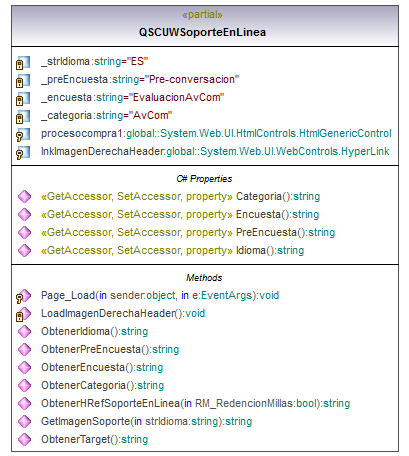 «partial»
QSCUWSoporteEnLinea
_strIdioma:string="ES"
_preEncuesta:string="Pre-conversacion"
_encuesta:string="EvaluacionAvCom"
_categoria:string="AvCom"
procesocompra1:global::System.Web.UI.HtmlControls.HtmlGenericControl
lnkImagenDerechaHeader:global::System.Web.UI.WebControls.HyperLink
C# Properties
«GetAccessor, SetAccessor, property» Categoria():string
«GetAccessor, SetAccessor, property» Encuesta():string
«GetAccessor, SetAccessor, property» PreEncuesta():string
«GetAccessor, SetAccessor, property» Idioma():string
Methods
Page_Load(in sender:object, in e:EventArgs):void
LoadImagenDerechaHeader():void
ObtenerIdioma():string
ObtenerPreEncuesta():string
ObtenerEncuesta():string
ObtenerCategoria():string
ObtenerHRefSoporteEnLinea(in RM_RedencionMillas:bool):string
GetImagenSoporte(in strIdioma:string):string
ObtenerTarget():string